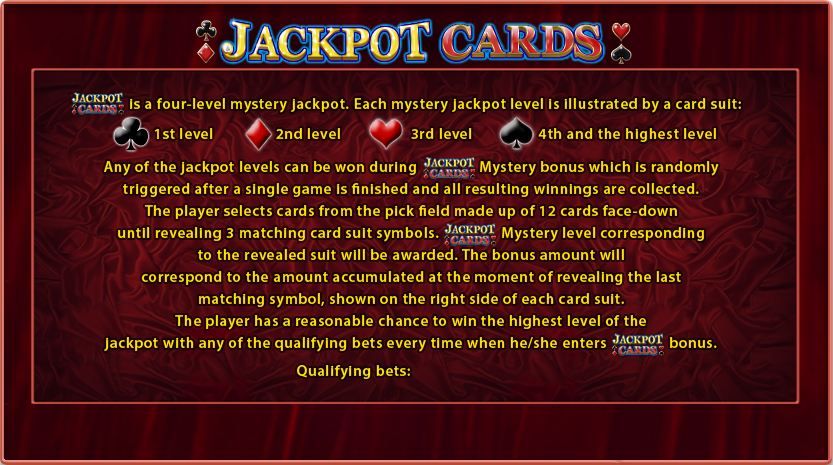 JACKPOT CARDS
JACKPOT CARDS is a four-level mystery jackpot. Each mystery jackpot level is illustrated by a card suit:
1st level 2nd level 3rd level 4th and the highest level
Any of the jackpot levels can be won during JACKPOT CARDS Mystery bonus which is randomly
triggered after a single game is finished and all resulting winnings are collected.
The player selects cards from the pick field made up of 12 cards face-down
until revealing 3 matching card suit symbols. JACKPOT CARDS Mystery level corresponding
to the revealed suit will be awarded. The bonus amount will
correspond to the amount accumulated at the moment of revealing the last
matching symbol, shown on the right side of each card suit.
The player has a reasonable chance to win the highest level of the
jackpot with any of the qualifying bets every time when he/she enters JACKPOT CARDS bonus.
Qualifying bets: